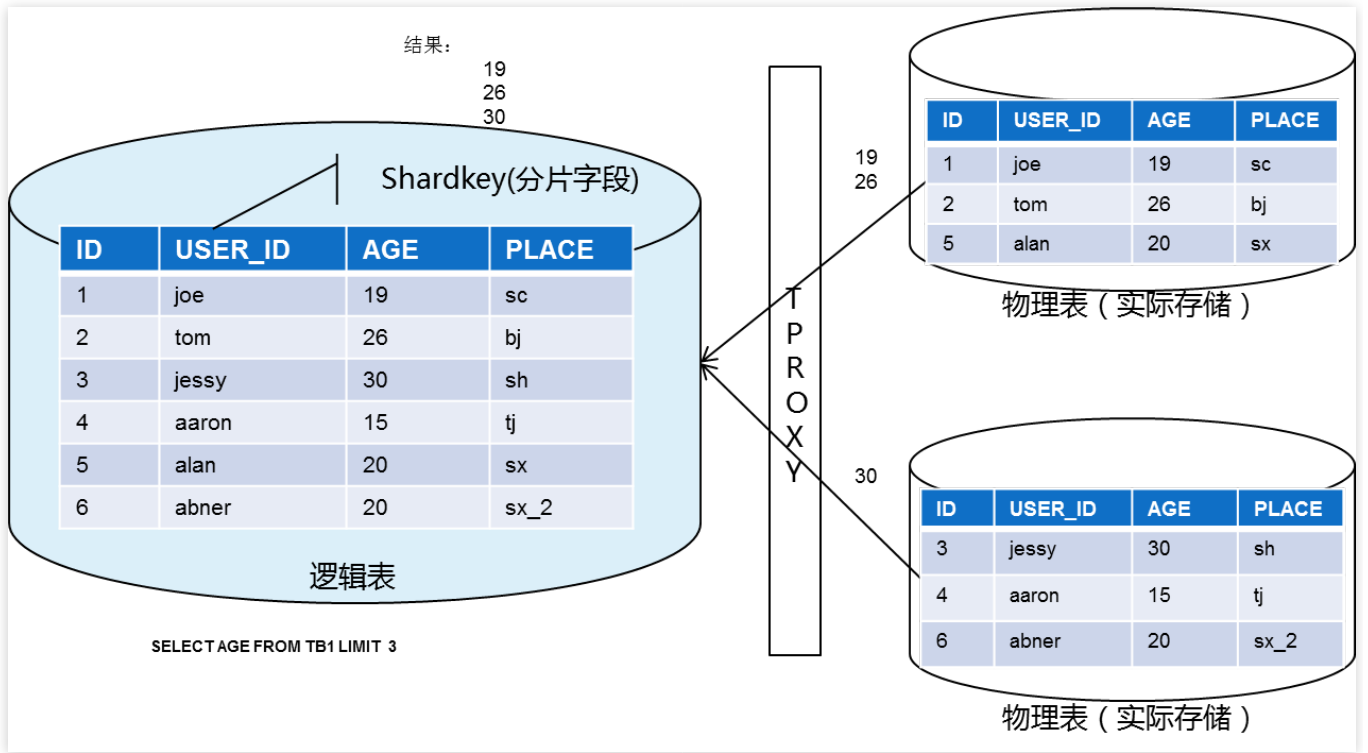 结果：
19
26
30
Shardkey(分片字段)
ID USER_ID AGE PLACE
1 joe 19 sc
2 tom 26 bj
3 jessy 30 sh
4 aaron 15 tj
5 alan 20 sx
6 abner 20 sx_2
逻辑表
SELECT AGE FROM TB1 LIMIT 3
T
P
R
O
X
Y
19
26
30
ID USER_ID AGE PLACE
1 joe 19 sc
2 tom 26 bj
5 alan 20 sx
物理表（实际存储）
ID USER_ID AGE PLACE
3 jessy 30 sh
4 aaron 15 tj
6 abner 20 sx_2
物理表（实际存储）